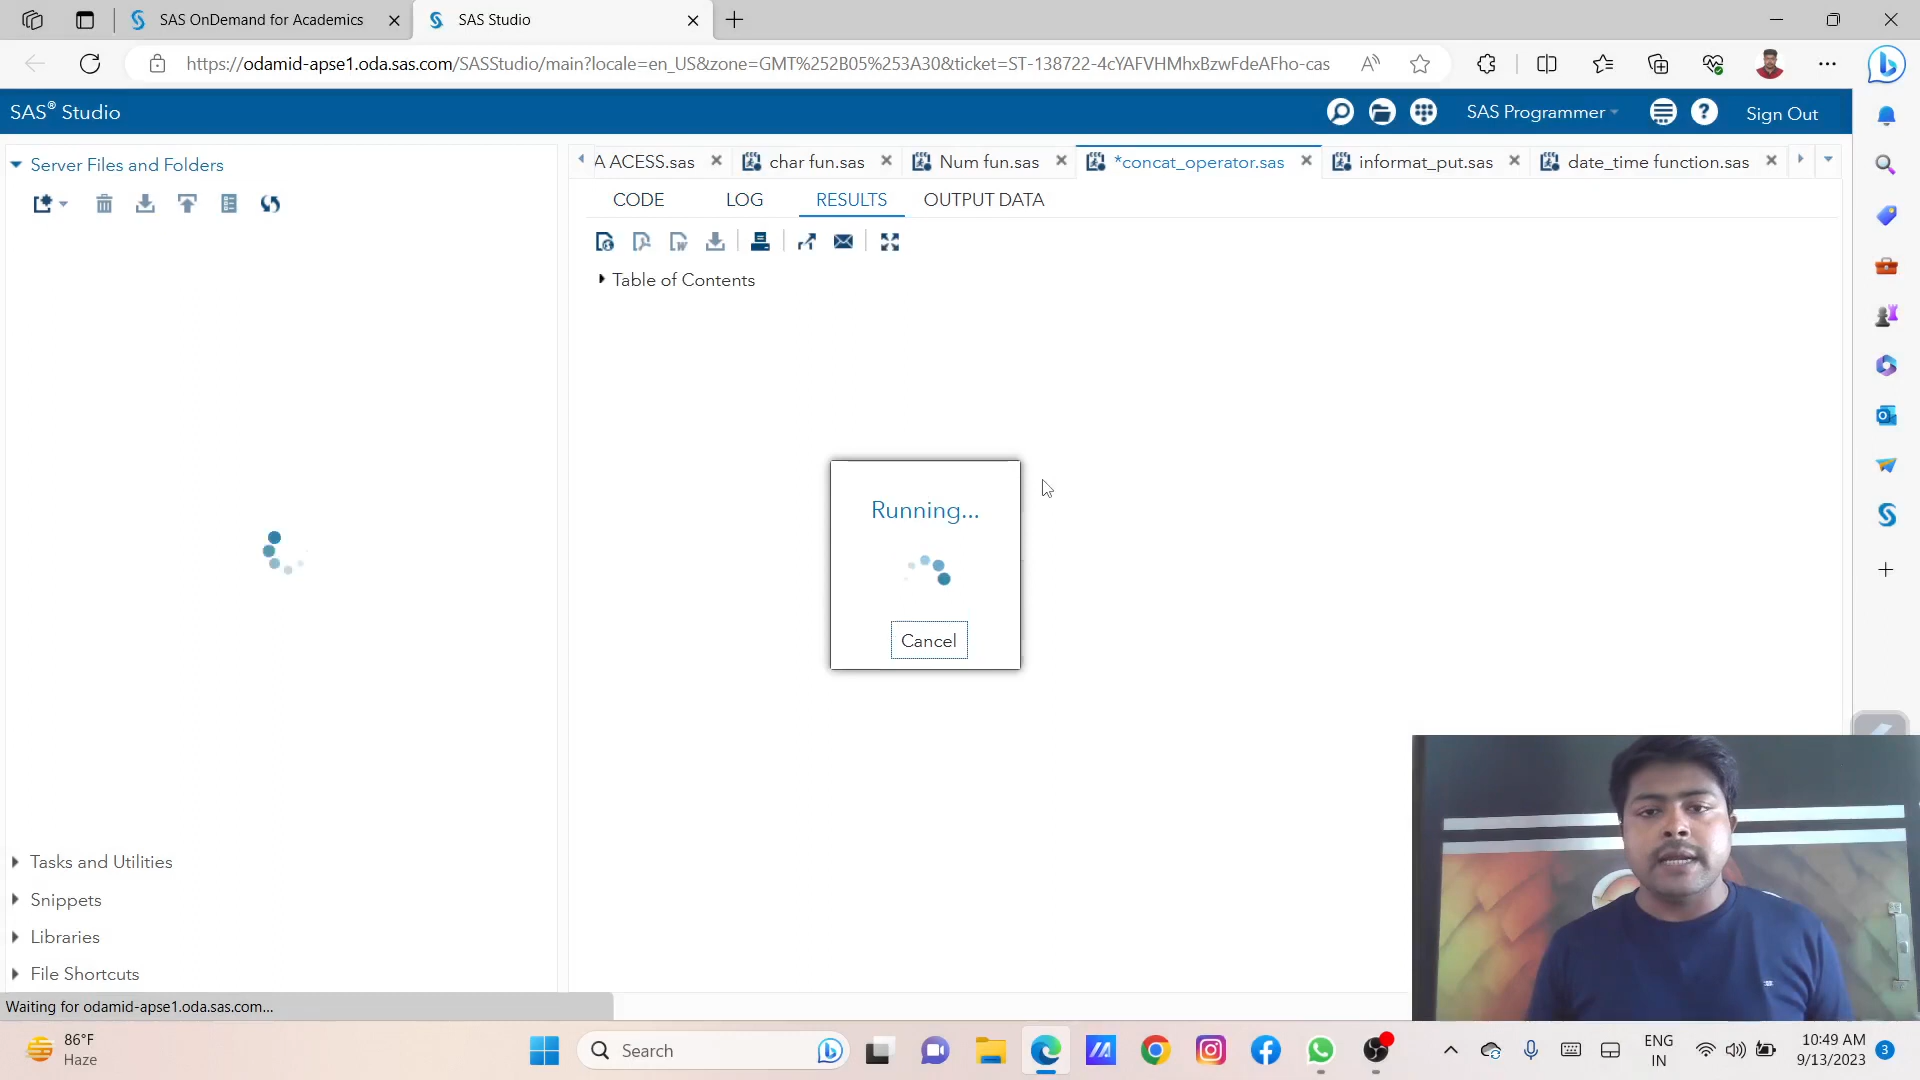 SAS OnDemand for Academics
SAS Studio
https://odamid-apse1.oda.sas.com/SASStudio/main?locale=en_US&zone=GMT%252B05%253A30&ticket=ST-138722-4cYAFVHMhxBzwFdeAFho-cas
SAS® Studio
SAS Programmer
Sign Out
Server Files and Folders
A ACESS.sas
char fun.sas
Num fun.sas
*concat_operator.sas
informat_put.sas
date_time function.sas
CODE
LOG
RESULTS
OUTPUT DATA
Table of Contents
Running...
Cancel
Tasks and Utilities
Snippets
Libraries
File Shortcuts
Waiting for odamid-apse1.oda.sas.com...
86°F
Haze
Search
ENG
IN
10:49 AM
9/13/2023
3